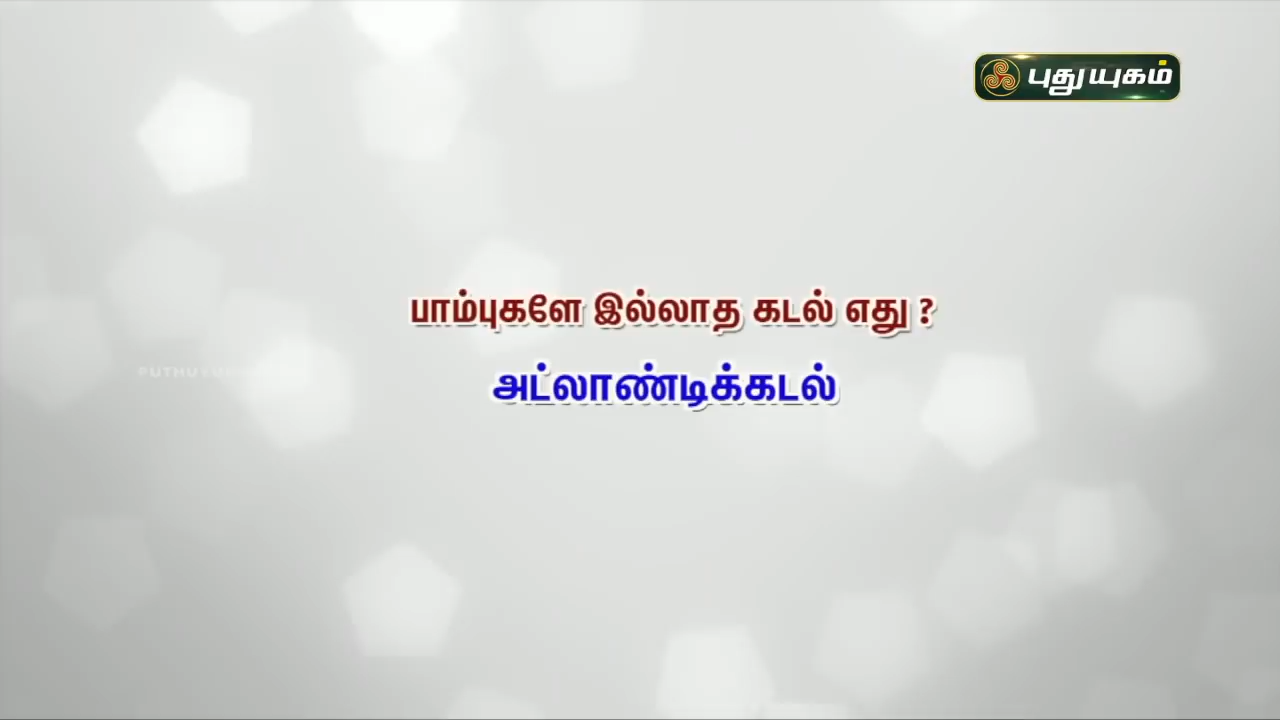 புதுயுகம்
பாம்புகளே இல்லாத கடல் எது ?
அட்லாண்டிக்கடல்